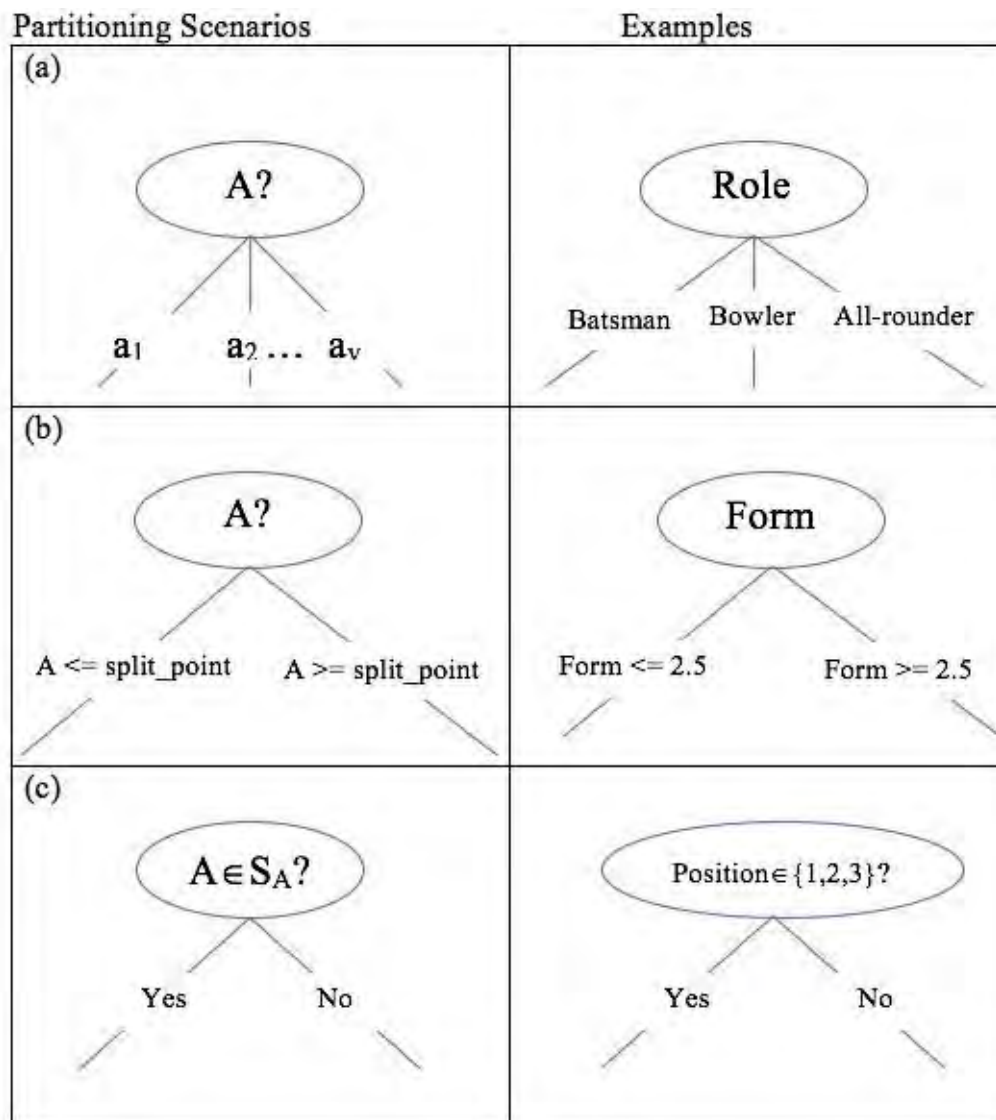 Partitioning Scenarios Examples
(a)
A?
a1 a2 ... av
Role
Batsman Bowler All-rounder
(b)
A?
A <= split_point A >= split_point
Form
Form <= 2.5 Form >= 2.5
(c)
A∈SA?
Yes No
Position∈{1,2,3}?
Yes No